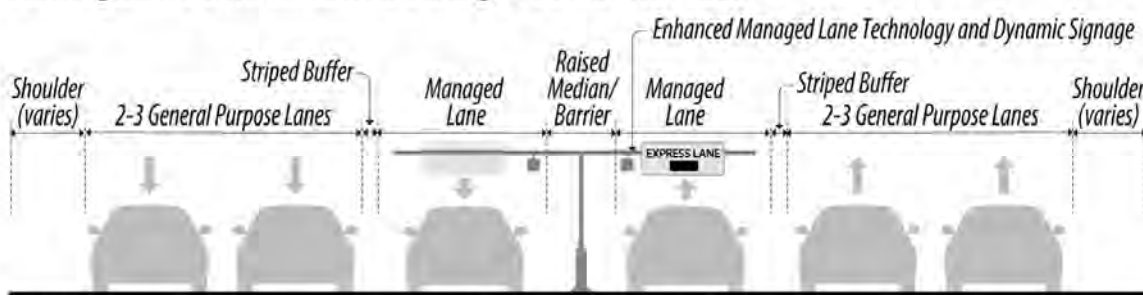 Enhanced Managed Lane Technology and Dynamic Signage
Shoulder
(varies)
2-3 General Purpose Lanes
Striped Buffer
Managed
Lane
Raised
Median/
Barrier
Managed
Lane
Striped Buffer
2-3 General Purpose Lanes
Shoulder
(varies)
EXPRESS LANE